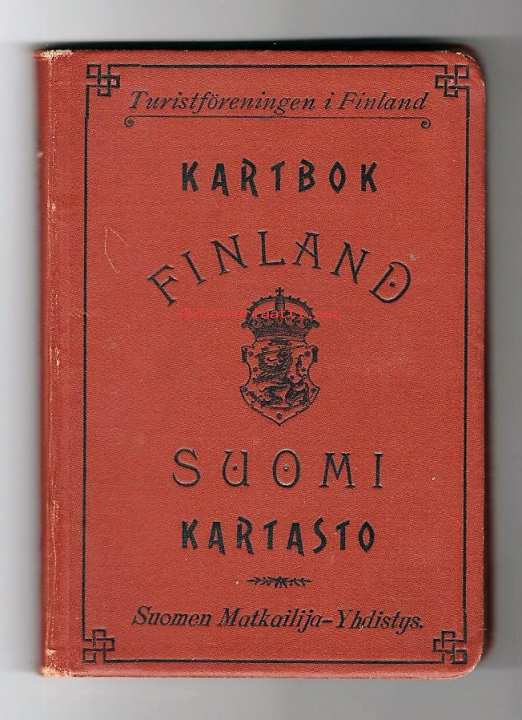 Turistföreningen i Finland
KARTBOK
FINLAND
SUOMI
KARTASTO
Suomen Matkailija-Yhdistys.